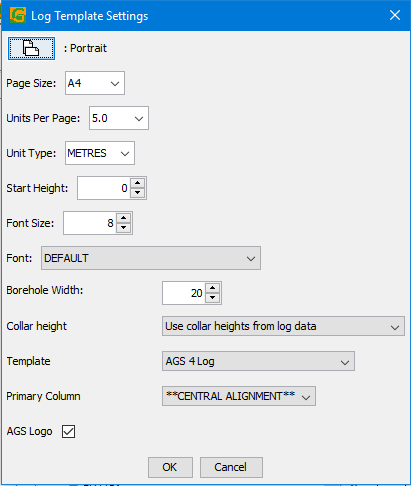 Log Template Settings
: Portrait
Page Size: A4
Units Per Page: 5.0
Unit Type: METRES
Start Height: 0
Font Size: 8
Font: DEFAULT
Borehole Width: 20
Collar height Use collar heights from log data
Template AGS 4 Log
Primary Column **CENTRAL ALIGNMENT**
AGS Logo
OK Cancel